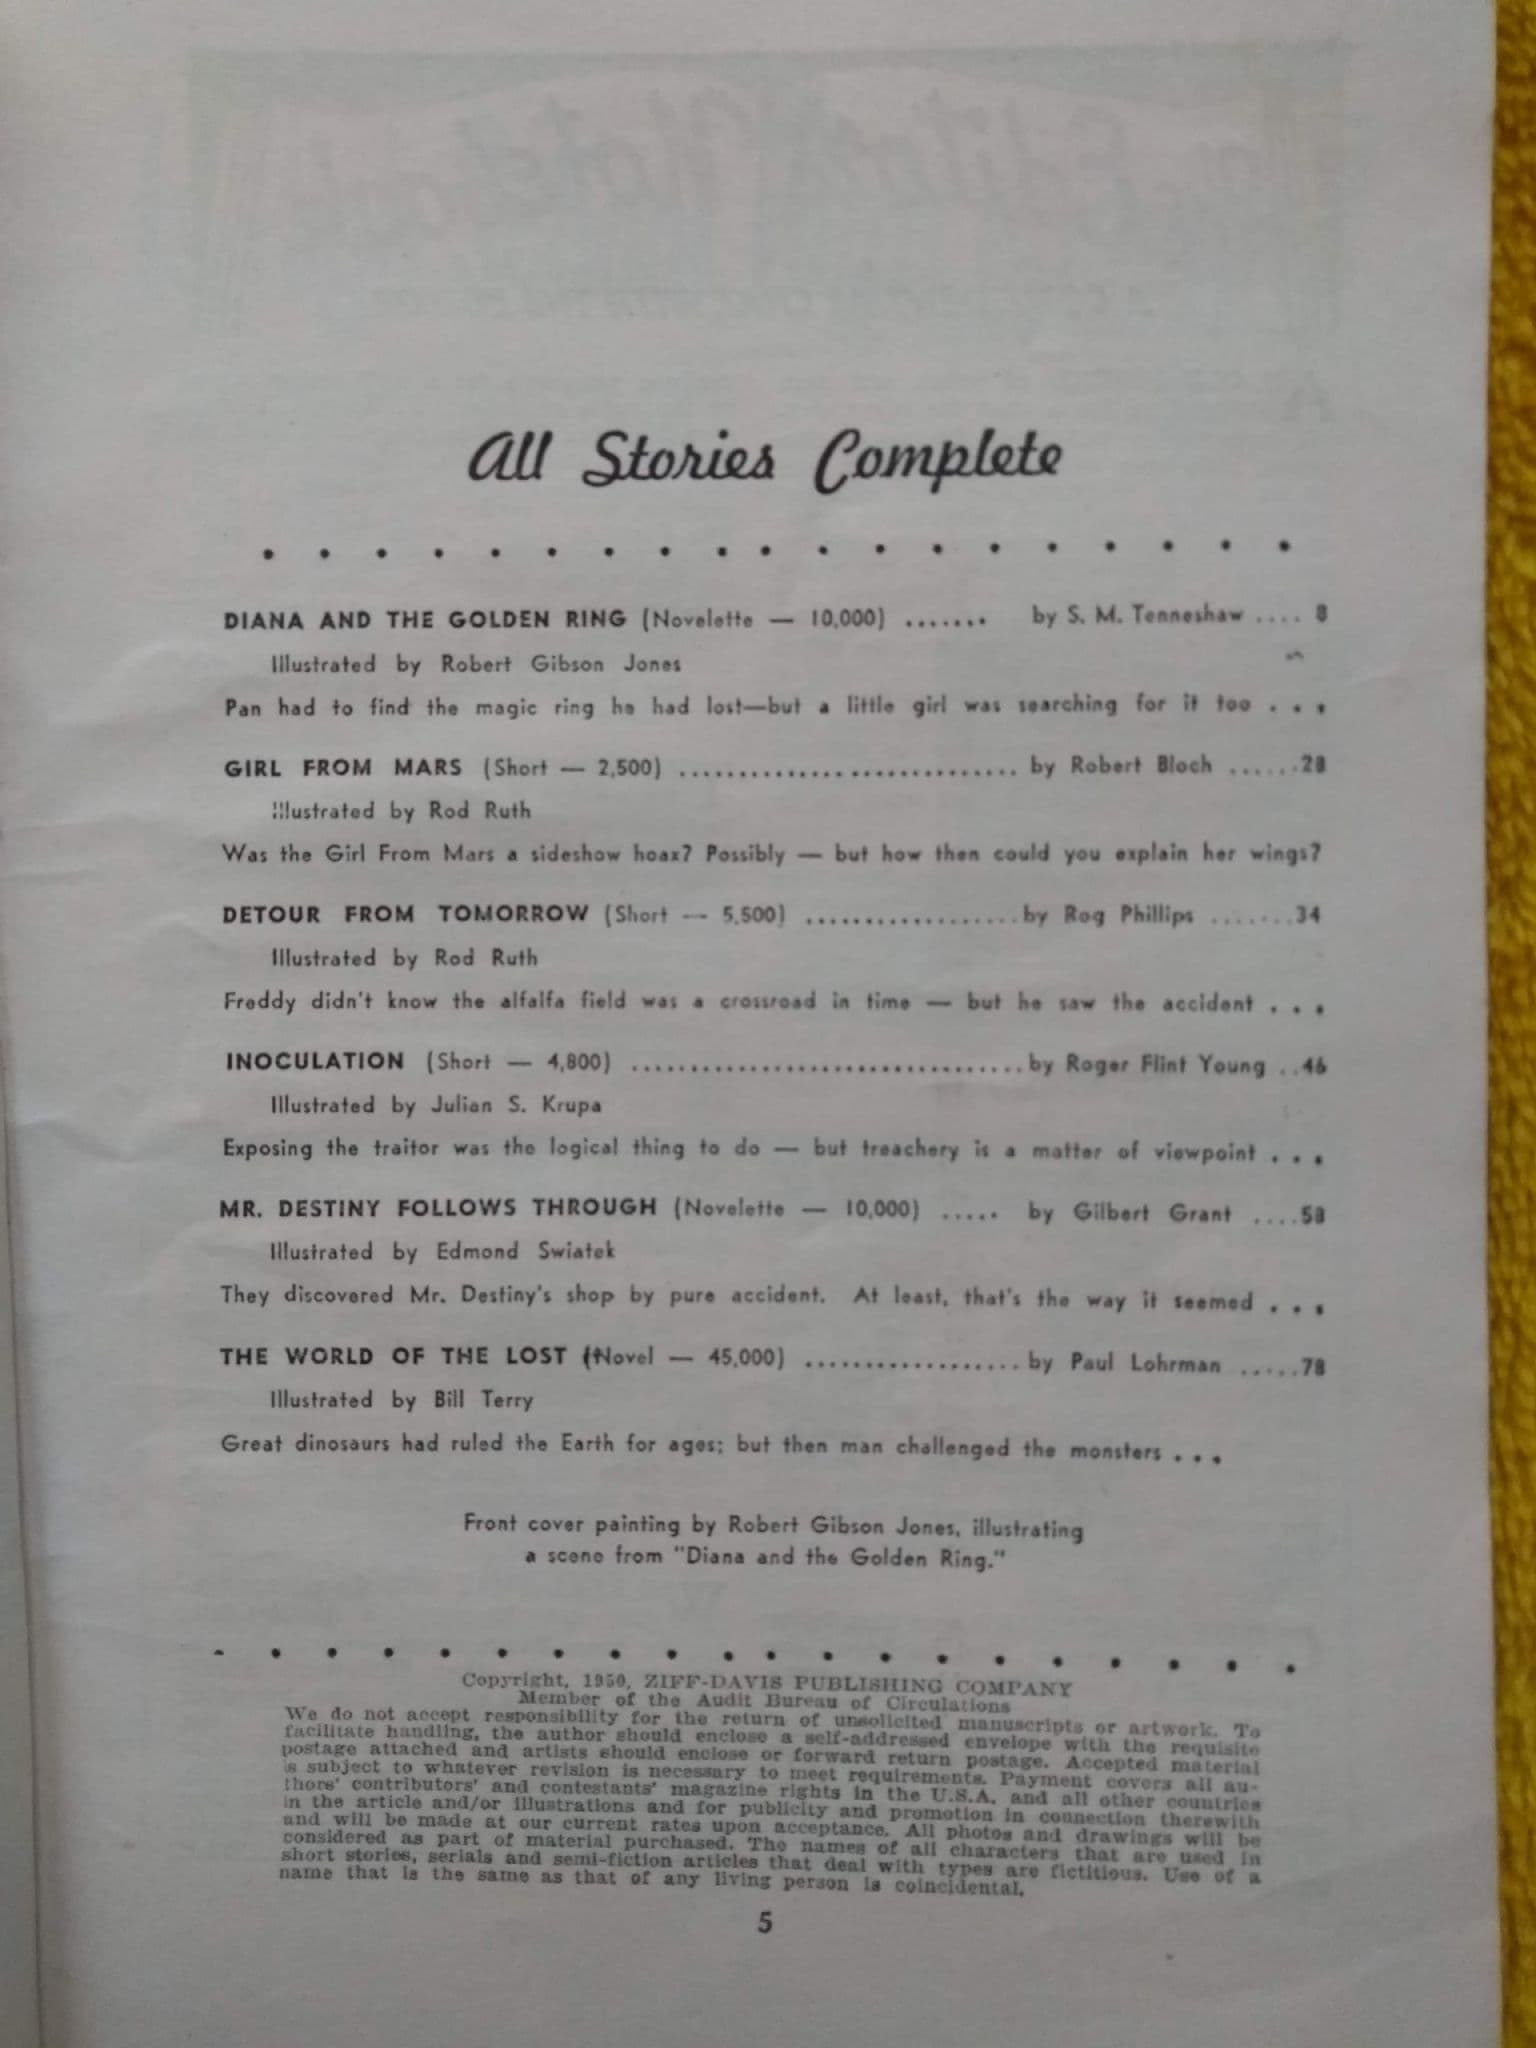 All Stories Complete
DIANA AND THE GOLDEN RING (Novelette — 10,000) ....... by S. M. Tenneshaw .... 8
Illustrated by Robert Gibson Jones
Pan had to find the magic ring he had lost—but a little girl was searching for it too . . .
GIRL FROM MARS (Short — 2,500) ............................. by Robert Bloch ......28
Illustrated by Rod Ruth
Was the Girl From Mars a sideshow hoax? Possibly — but how then could you explain her wings?
DETOUR FROM TOMORROW (Short — 5,500) ..................by Rog Phillips .......34
Illustrated by Rod Ruth
Freddy didn't know the alfalfa field was a crossroad in time — but he saw the accident . . .
INOCULATION (Short — 4,800) .................................by Roger Flint Young ..46
Illustrated by Julian S. Krupa
Exposing the traitor was the logical thing to do — but treachery is a matter of viewpoint . . .
MR. DESTINY FOLLOWS THROUGH (Novelette — 10,000) ..... by Gilbert Grant ....58
Illustrated by Edmond Swiatek
They discovered Mr. Destiny's shop by pure accident. At least, that's the way it seemed . . .
THE WORLD OF THE LOST (Novel — 45,000) ..................by Paul Lohrman .....78
Illustrated by Bill Terry
Great dinosaurs had ruled the Earth for ages; but then man challenged the monsters . . .
Front cover painting by Robert Gibson Jones, illustrating
a scene from "Diana and the Golden Ring."
Copyright, 1950, ZIFF-DAVIS PUBLISHING COMPANY
Member of the Audit Bureau of Circulations
We do not accept responsibility for the return of unsolicited manuscripts or artwork. To
facilitate handling, the author should enclose a self-addressed envelope with the requisite
postage attached and artists should enclose or forward return postage. Accepted material
is subject to whatever revision is necessary to meet requirements. Payment covers all au-
thors' contributors' and contestants' magazine rights in the U.S.A. and all other countries
in the article and/or illustrations and for publicity and promotion in connection therewith
and will be made at our current rates upon acceptance. All photos and drawings will be
considered as part of material purchased. The names of all characters that are used in
short stories, serials and semi-fiction articles that deal with types are fictitious. Use of a
name that is the same as that of any living person is coincidental.
5